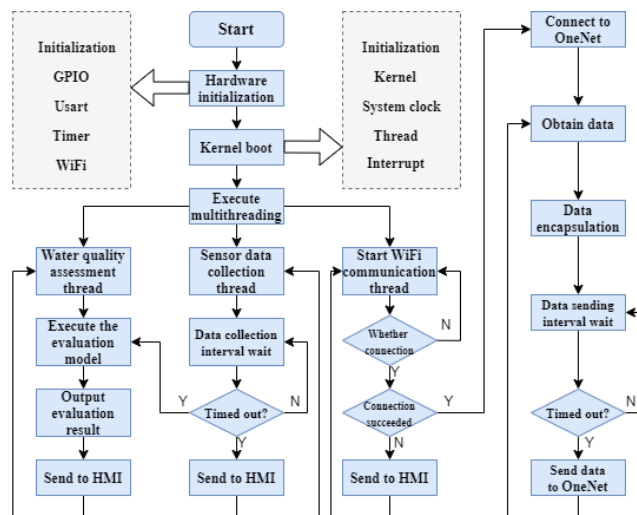 Start
Connect to
OneNet
Initialization
GPIO
Usart
Timer
WiFi
Hardware
initialization
Initialization
Kernel
System clock
Thread
Interrupt
Kernel boot
Obtain data
Execute
multithreading
Data
encapsulation
Water quality
assessment
thread
Sensor data
collection
thread
Start WiFi
communication
thread
Data sending
interval wait
Execute the
evaluation
model
Data collection
interval wait
Whether
connection
N
Y
Output
evaluation
result
Y
Timed out?
N
Y
Connection
succeeded
Y
N
Timed out?
N
Y
Send to HMI
Send to HMI
Send to HMI
Send data
to OneNet